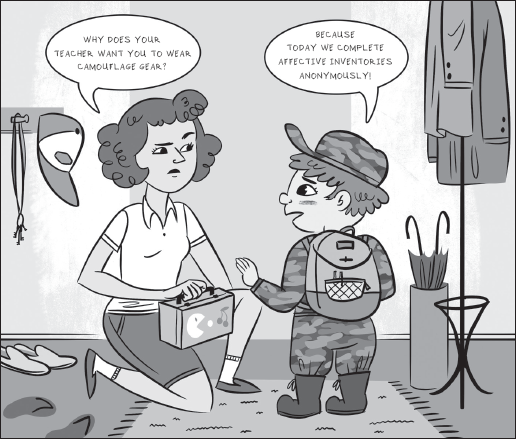 WHY DOES YOUR
TEACHER WANT YOU TO WEAR
CAMOUFLAGE GEAR?
BECAUSE
TODAY WE COMPLETE
AFFECTIVE INVENTORIES
ANONYMOUSLY!